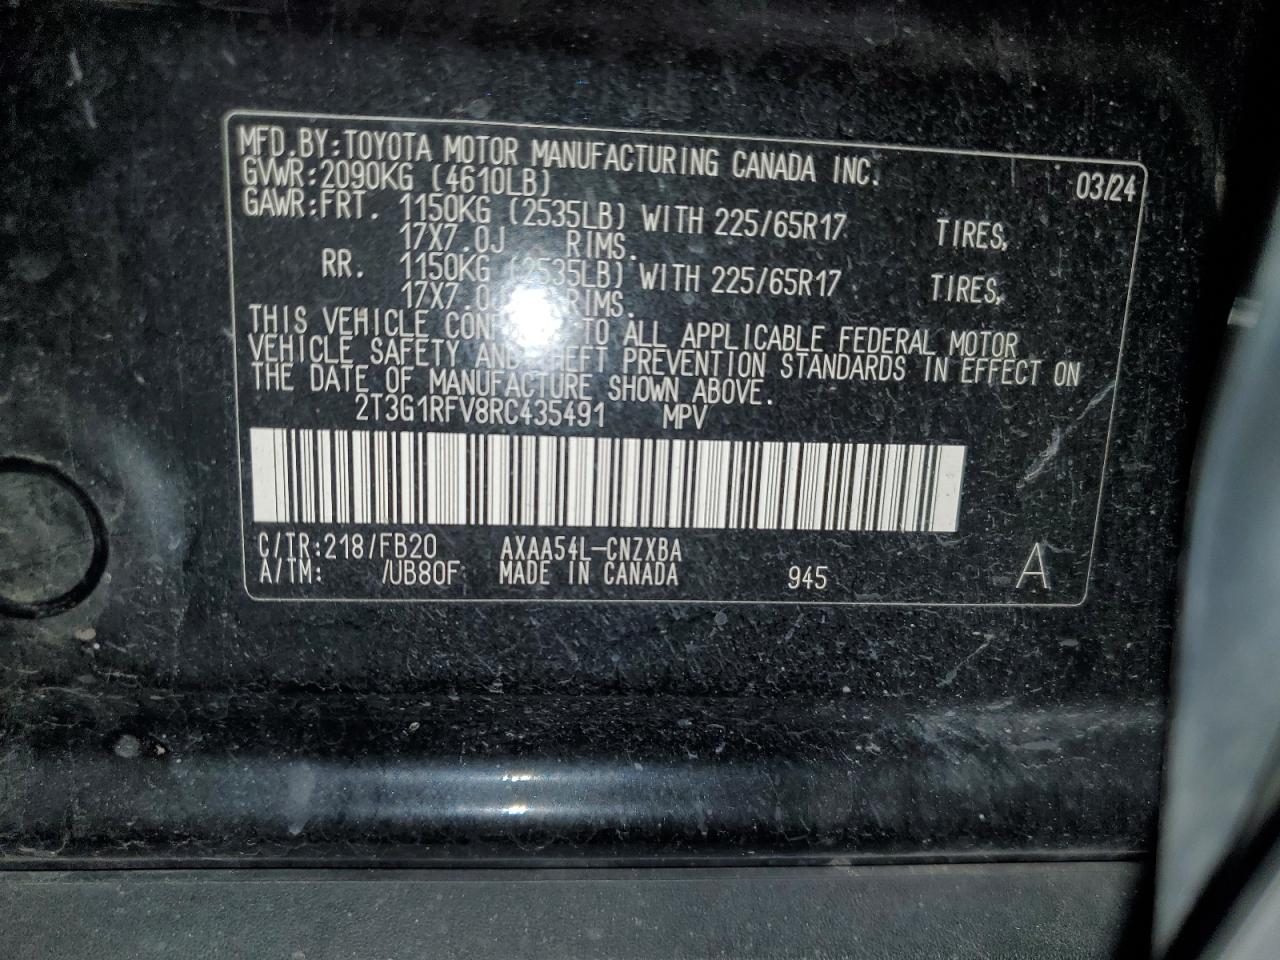 MFD.BY:TOYOTA MOTOR MANUFACTURING CANADA INC.
GVWR:2090KG (4610LB) 03/24
GAWR:FRT. 1150KG (2535LB) WITH 225/65R17 TIRES,
17X7.0J RIMS.
RR. 1150KG (2535LB) WITH 225/65R17 TIRES,
17X7.0J RIMS.
THIS VEHICLE TO ALL APPLICABLE FEDERAL MOTOR
VEHICLE SAFETY AND THEFT PREVENTION STANDARDS IN EFFECT ON
THE DATE OF MANUFACTURE SHOWN ABOVE.
2T3G1RFV8RC435491 MPV
C/TR:218/FB20 AXAA54L-CNZXBA
A/TM: /UB80F MADE IN CANADA 945 A